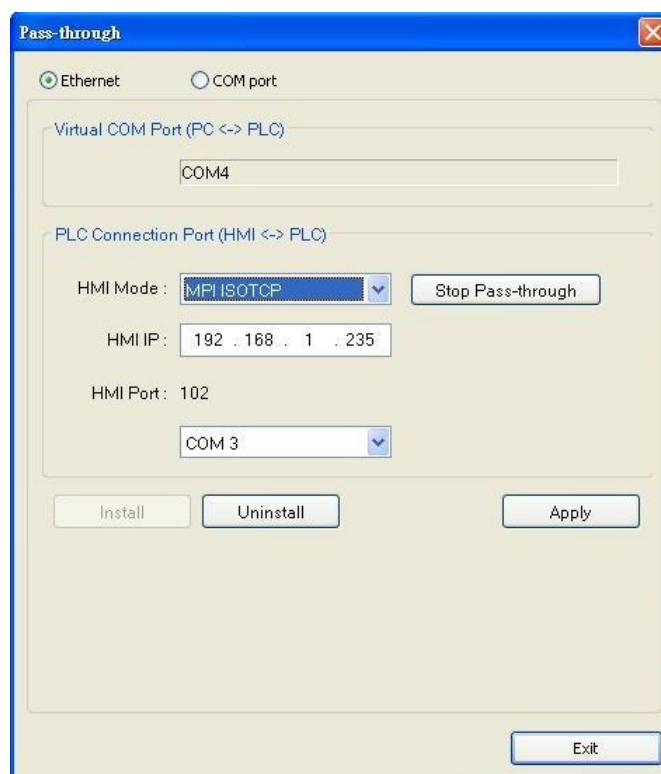 Pass-through
Ethernet COM port
Virtual COM Port (PC <-> PLC)
COM4
PLC Connection Port (HMI <-> PLC)
HMI Mode : MPI ISOTCP Stop Pass-through
HMI IP : 192 . 168 . 1 . 235
HMI Port : 102
COM 3
Install Uninstall Apply
Exit